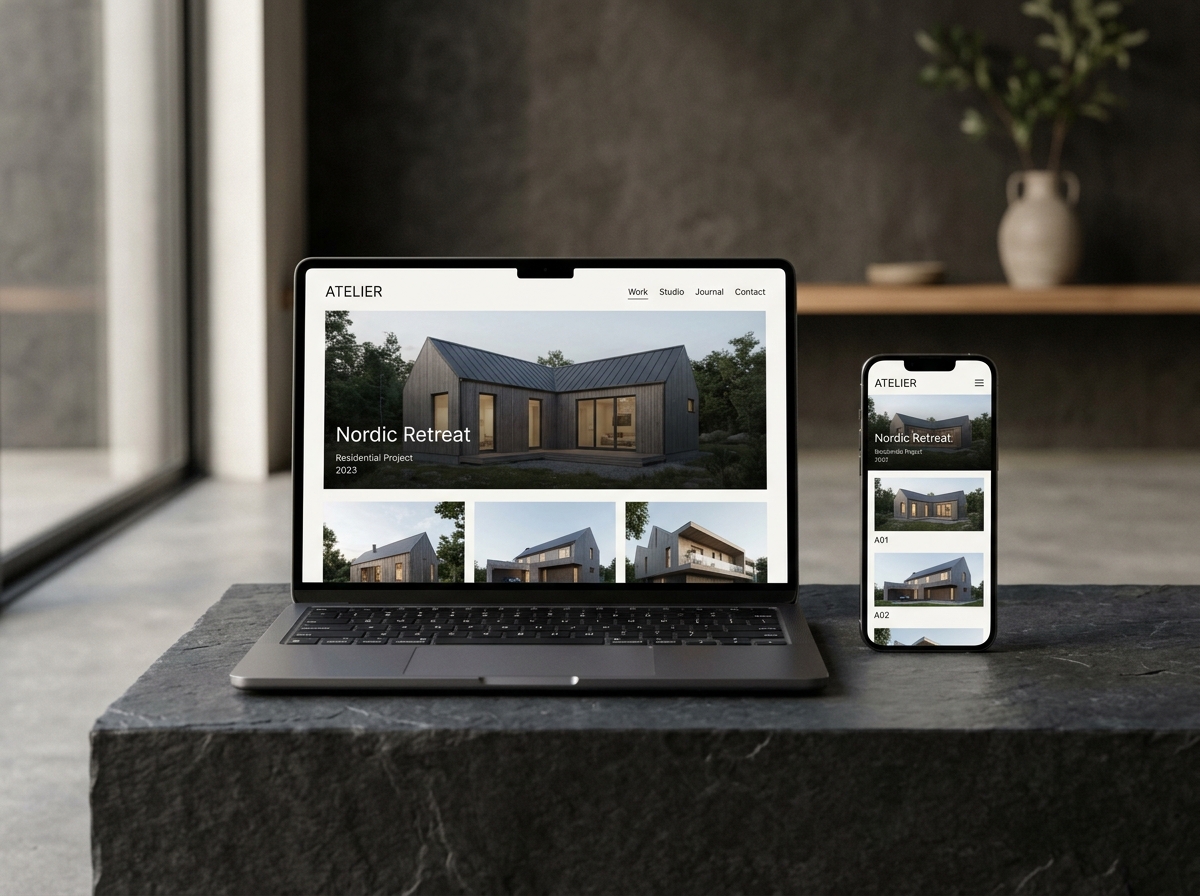 ATELIER
Work Studio Journal Contact
Nordic Retreat
Residential Project
2023
ATELIER
Nordic Retreat
A01
A02